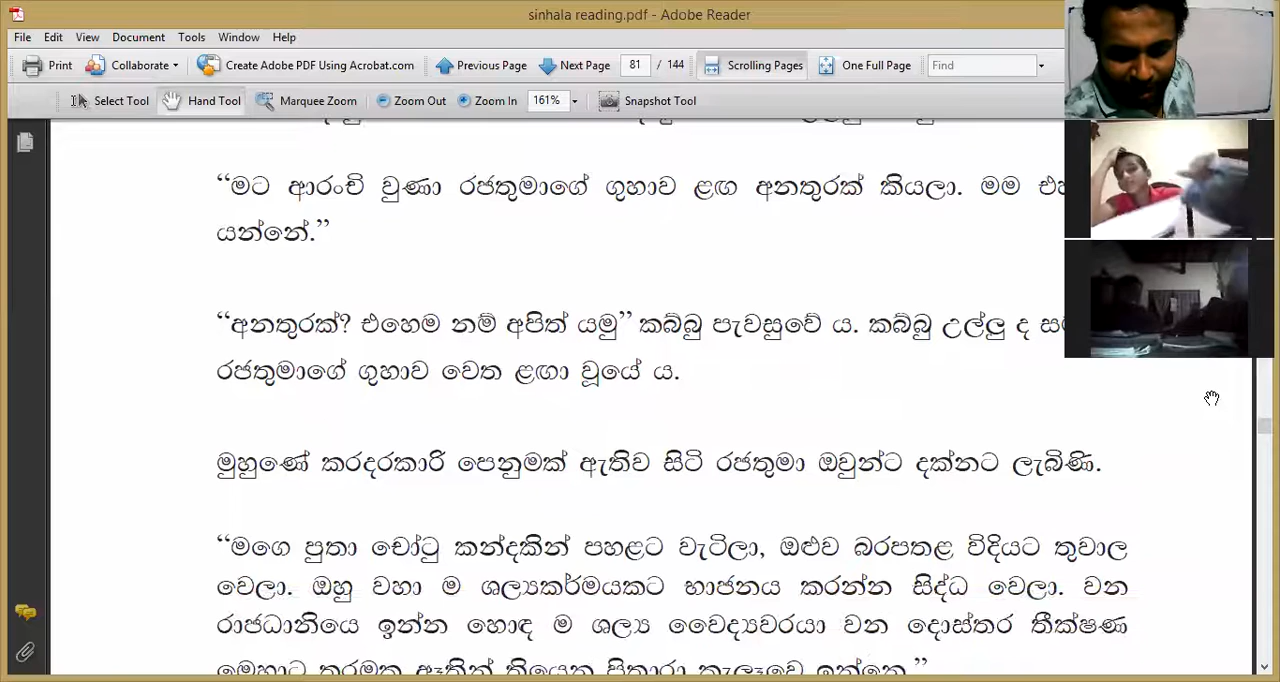 sinhala reading.pdf - Adobe Reader
File Edit View Document Tools Window Help
Print Collaborate Create Adobe PDF Using Acrobat.com Previous Page Next Page 81 / 144 Scrolling Pages One Full Page Find
Select Tool Hand Tool Marquee Zoom Zoom Out Zoom In 161% Snapshot Tool
“මට ආරංචි වුණා රජතුමාගේ ගුහාව ළඟ අනතුරක් කියලා. මම
යන්නේ.”
“අනතුරක්? එහෙම නම් අපිත් යමු” කබ්බු පැවසුවේ ය. කබ්බු උල්ලු ද
රජතුමාගේ ගුහාව වෙත ළඟා වූයේ ය.
මුහුණේ කරදරකාරි පෙනුමක් ඇතිව සිටි රජතුමා ඔවුන්ට දක්නට ලැබිණි.
“මගෙ පුතා චෝටු කන්දකින් පහළට වැටිලා, ඔළුව බරපතළ විදියට තුවාල
වෙලා. ඔහු වහා ම ශල්‍යකර්මයකට භාජනය කරන්න සිද්ධ වෙලා. වන
රාජධානියෙ ඉන්න හොඳ ම ශල්‍ය වෛද්‍යවරයා වන දොස්තර තීක්ෂණ
මෙහාට තරමක ඈතින් තියෙන පිතාරා කැලෑවෙ ඉන්නෙ.”